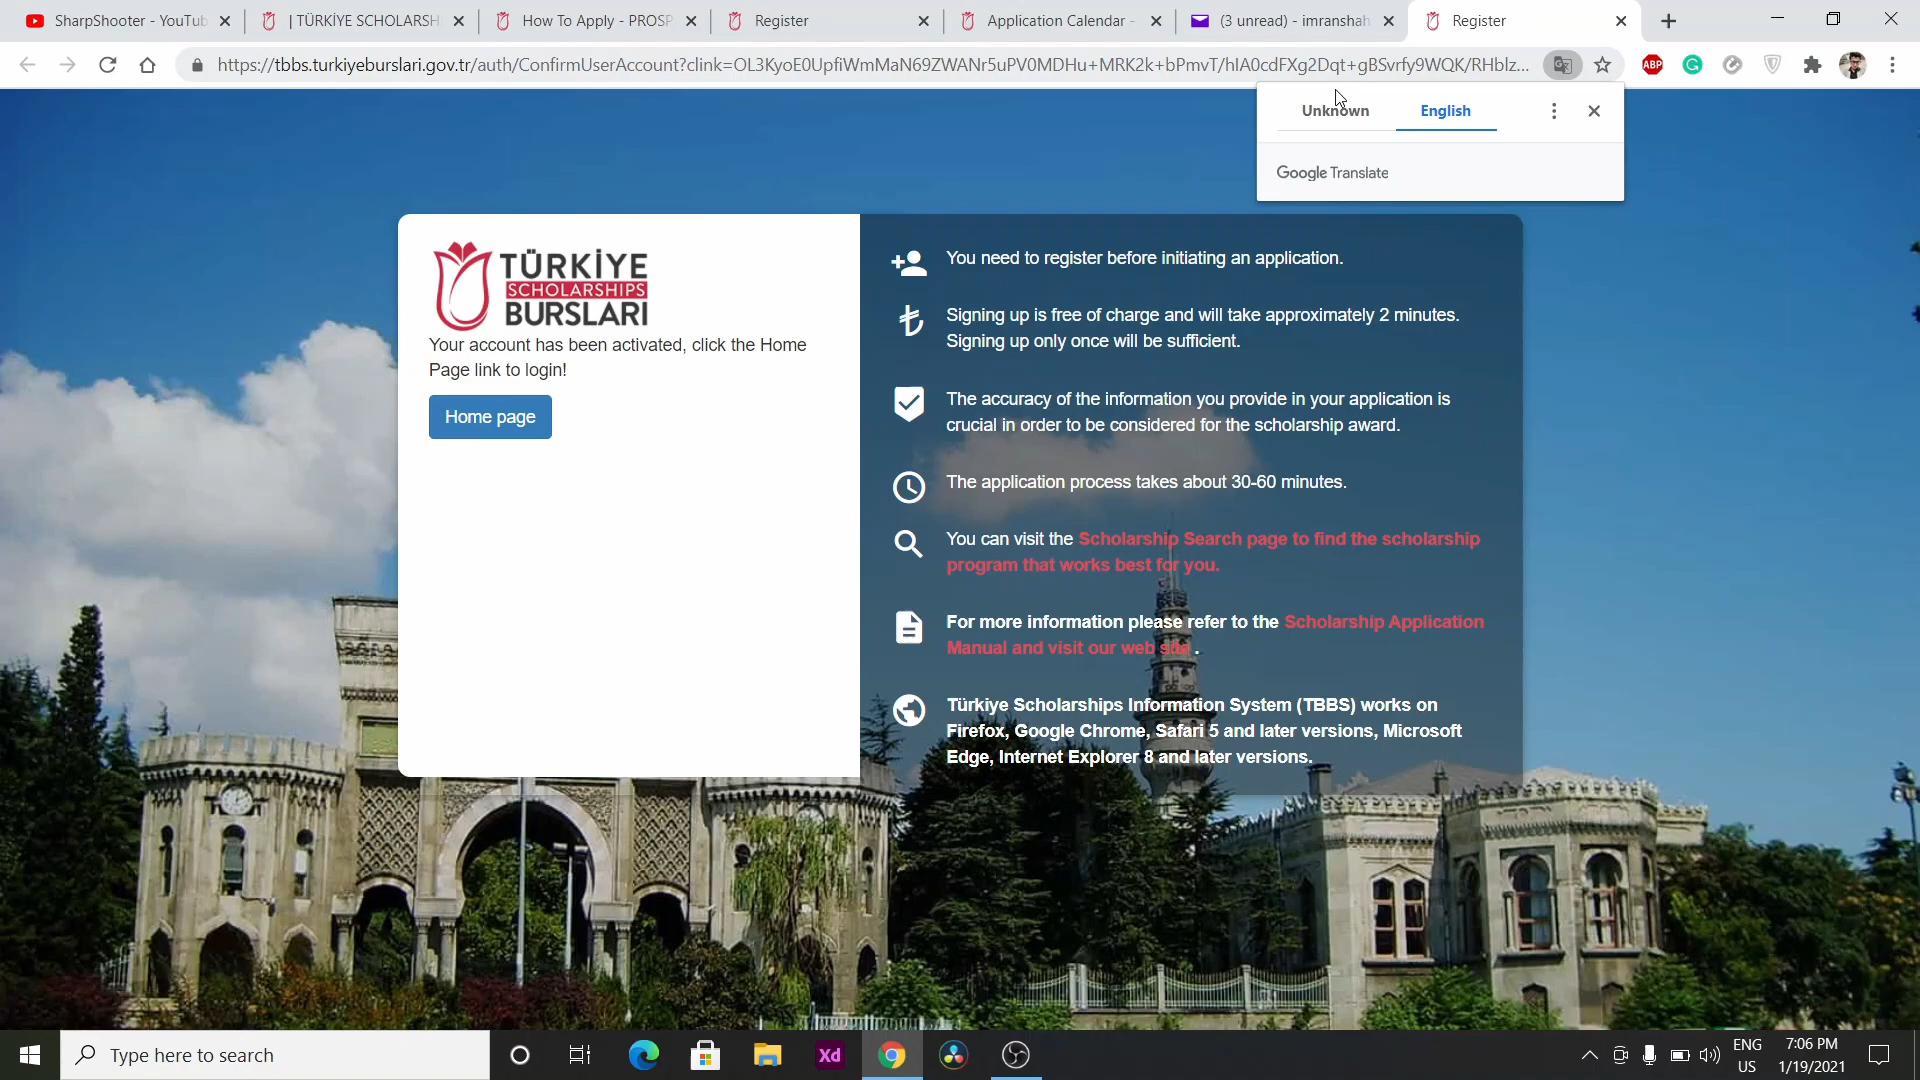 SharpShooter - YouTub
| TÜRKİYE SCHOLARSH
How To Apply - PROSP
Register
Application Calendar -
(3 unread) - imranshah
Register
https://tbbs.turkiyeburslari.gov.tr/auth/ConfirmUserAccount?clink=OL3KyoE0UpfiWmMaN69ZWANr5uPV0MDHu+MRK2k+bPmvT/hIA0cdFXg2Dqt+gBSvrfy9WQK/RHblz...
ABP
Unknown
English
Google Translate
TÜRKİYE
SCHOLARSHIPS
BURSLARI
Your account has been activated, click the Home
Page link to login!
Home page
You need to register before initiating an application.
Signing up is free of charge and will take approximately 2 minutes.
Signing up only once will be sufficient.
The accuracy of the information you provide in your application is
crucial in order to be considered for the scholarship award.
The application process takes about 30-60 minutes.
You can visit the Scholarship Search page to find the scholarship
program that works best for you.
For more information please refer to the Scholarship Application
Manual and visit our web site .
Türkiye Scholarships Information System (TBBS) works on
Firefox, Google Chrome, Safari 5 and later versions, Microsoft
Edge, Internet Explorer 8 and later versions.
Type here to search
Xd
ENG
US
7:06 PM
1/19/2021